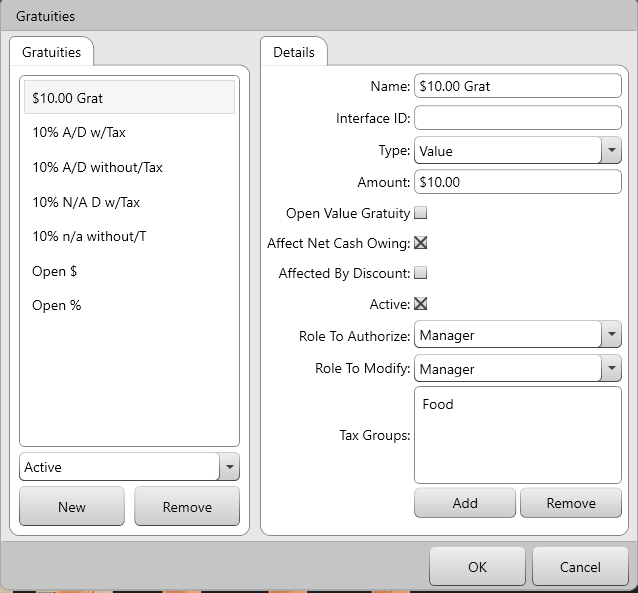 Gratuities
Gratuities
$10.00 Grat
10% A/D w/Tax
10% A/D without/Tax
10% N/A D w/Tax
10% n/a without/T
Open $
Open %
Active
New
Remove
Details
Name: $10.00 Grat
Interface ID:
Type: Value
Amount: $10.00
Open Value Gratuity
Affect Net Cash Owing:
Affected By Discount:
Active:
Role To Authorize: Manager
Role To Modify: Manager
Tax Groups: Food
Add
Remove
OK
Cancel